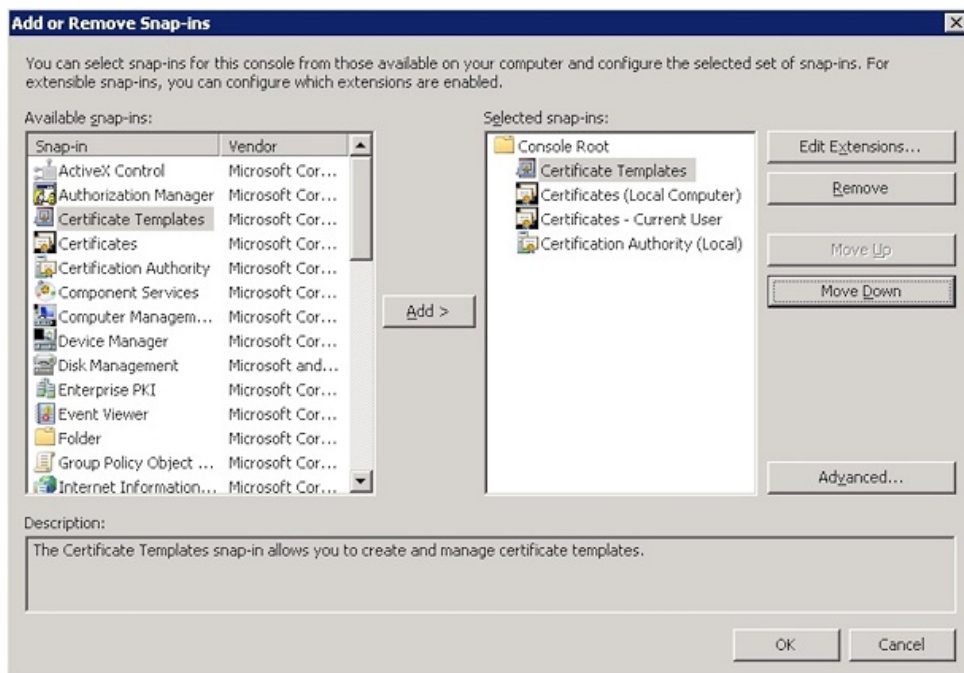 Add or Remove Snap-ins
You can select snap-ins for this console from those available on your computer and configure the selected set of snap-ins. For
extensible snap-ins, you can configure which extensions are enabled.
Available snap-ins:
Snap-in Vendor
ActiveX Control Microsoft Cor...
Authorization Manager Microsoft Cor...
Certificate Templates Microsoft Cor...
Certificates Microsoft Cor...
Certification Authority Microsoft Cor...
Component Services Microsoft Cor...
Computer Managem... Microsoft Cor...
Device Manager Microsoft Cor...
Disk Management Microsoft and...
Enterprise PKI Microsoft Cor...
Event Viewer Microsoft Cor...
Folder Microsoft Cor...
Group Policy Object ... Microsoft Cor...
Internet Information... Microsoft Cor...
Add >
Selected snap-ins:
Console Root
Certificate Templates
Certificates (Local Computer)
Certificates - Current User
Certification Authority (Local)
Edit Extensions...
Remove
Move Up
Move Down
Advanced...
Description:
The Certificate Templates snap-in allows you to create and manage certificate templates.
OK
Cancel